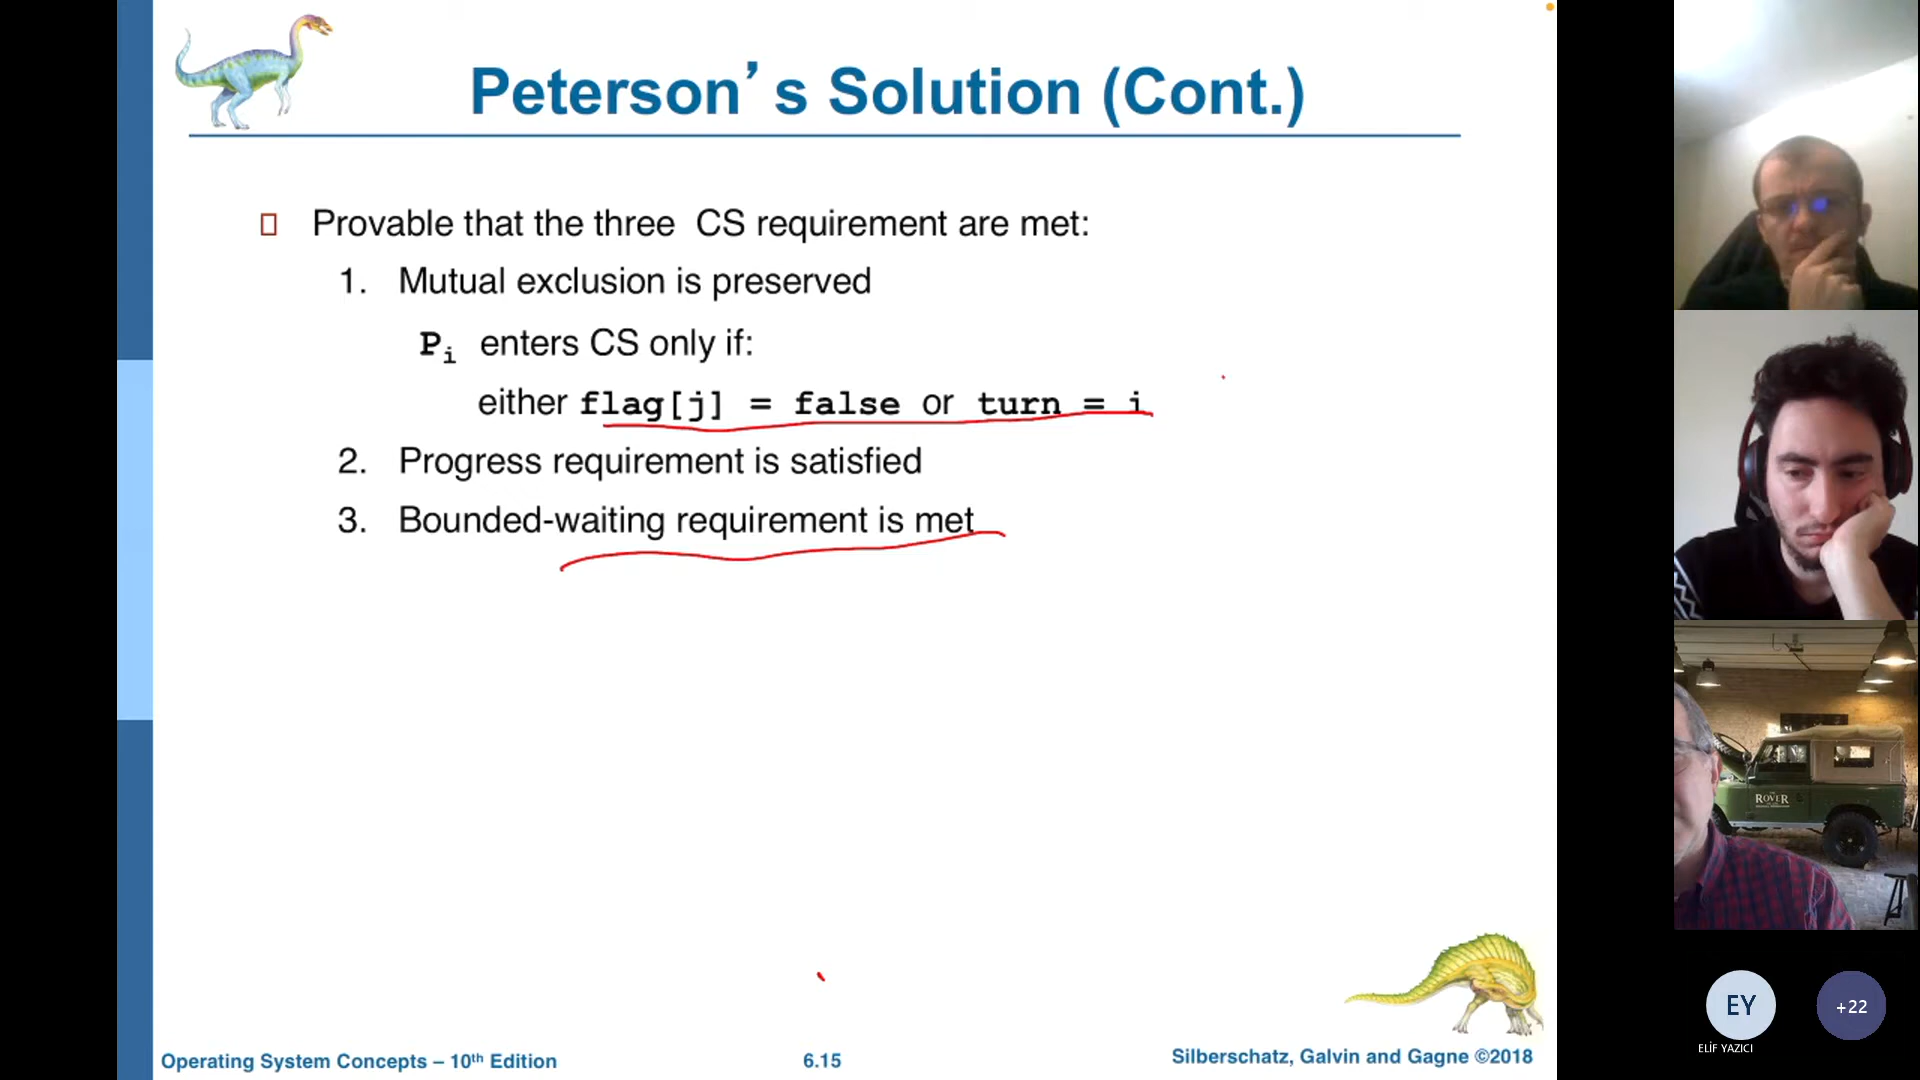 Peterson’s Solution (Cont.)
Provable that the three CS requirement are met:
1. Mutual exclusion is preserved
Pi enters CS only if:
either flag[j] = false or turn = i
2. Progress requirement is satisfied
3. Bounded-waiting requirement is met
ROVER
EY
+22
ELİF YAZICI
Operating System Concepts – 10th Edition
6.15
Silberschatz, Galvin and Gagne ©2018